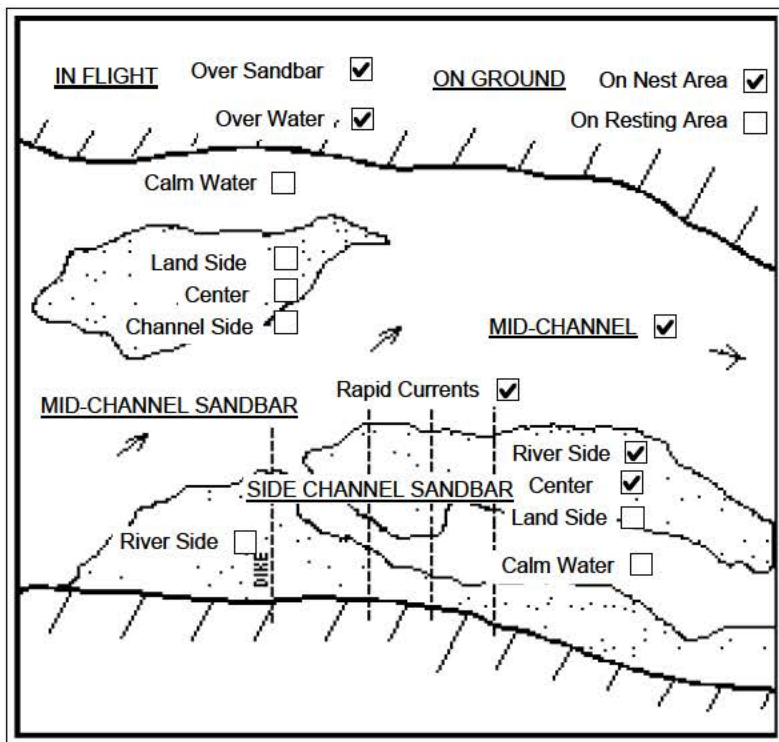 IN FLIGHT Over Sandbar ON GROUND On Nest Area
Over Water On Resting Area
Calm Water
Land Side
Center
Channel Side
MID-CHANNEL
Rapid Currents
MID-CHANNEL SANDBAR
River Side
SIDE CHANNEL SANDBAR Center
Land Side
River Side
DIKE
Calm Water